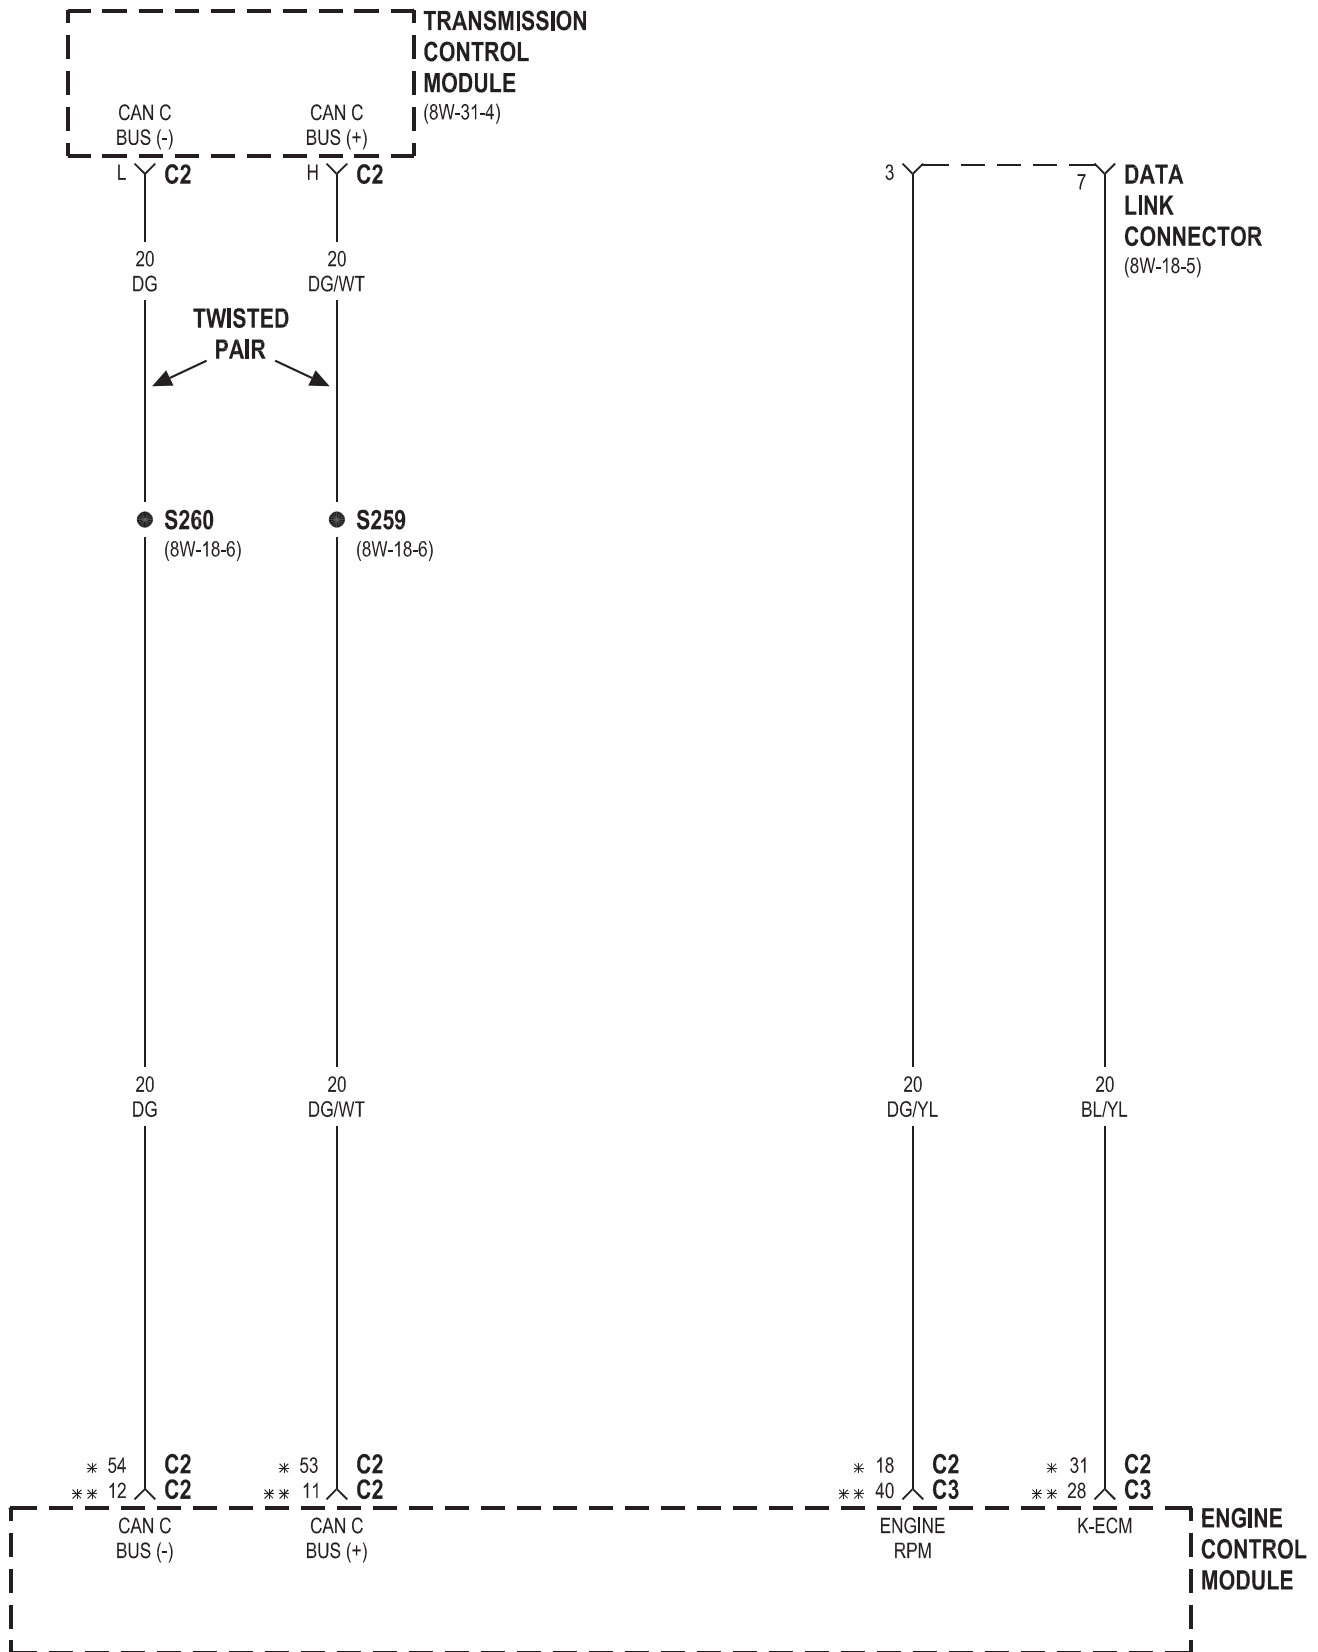 TRANSMISSION
CONTROL
MODULE
(8W-31-4)
CAN C
BUS (-)
CAN C
BUS (+)
L C2
H C2
3
7
DATA
LINK
CONNECTOR
(8W-18-5)
20
DG
20
DG/WT
TWISTED
PAIR
S260
(8W-18-6)
S259
(8W-18-6)
20
DG
20
DG/WT
20
DG/YL
20
BL/YL
* 54 C2
** 12 C2
* 53 C2
** 11 C2
* 18 C2
** 40 C3
* 31 C2
** 28 C3
CAN C
BUS (-)
CAN C
BUS (+)
ENGINE
RPM
K-ECM
ENGINE
CONTROL
MODULE